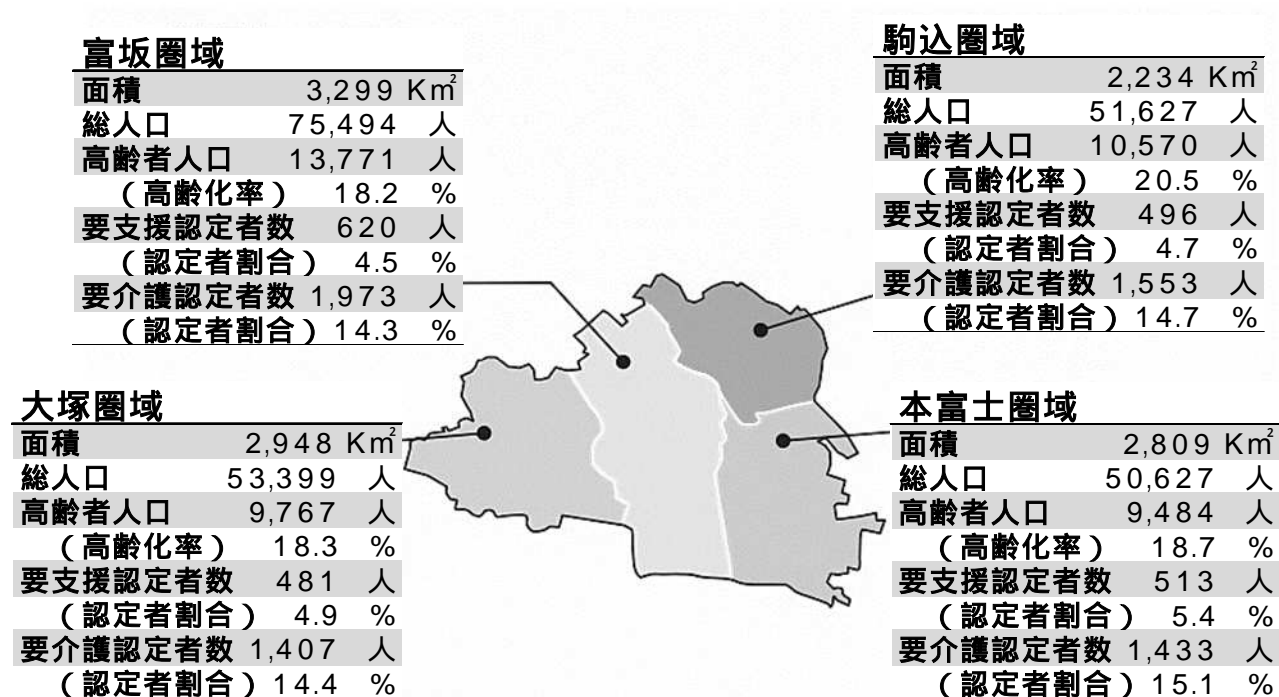 富坂圏域
面積 3,299 K㎡
総人口 75,494 人
高齢者人口 13,771 人
（高齢化率） 18.2 %
要支援認定者数 620 人
（認定者割合） 4.5 %
要介護認定者数 1,973 人
（認定者割合） 14.3 %
駒込圏域
面積 2,234 K㎡
総人口 51,627 人
高齢者人口 10,570 人
（高齢化率） 20.5 %
要支援認定者数 496 人
（認定者割合） 4.7 %
要介護認定者数 1,553 人
（認定者割合） 14.7 %
大塚圏域
面積 2,948 K㎡
総人口 53,399 人
高齢者人口 9,767 人
（高齢化率） 18.3 %
要支援認定者数 481 人
（認定者割合） 4.9 %
要介護認定者数 1,407 人
（認定者割合） 14.4 %
本富士圏域
面積 2,809 K㎡
総人口 50,627 人
高齢者人口 9,484 人
（高齢化率） 18.7 %
要支援認定者数 513 人
（認定者割合） 5.4 %
要介護認定者数 1,433 人
（認定者割合） 15.1 %